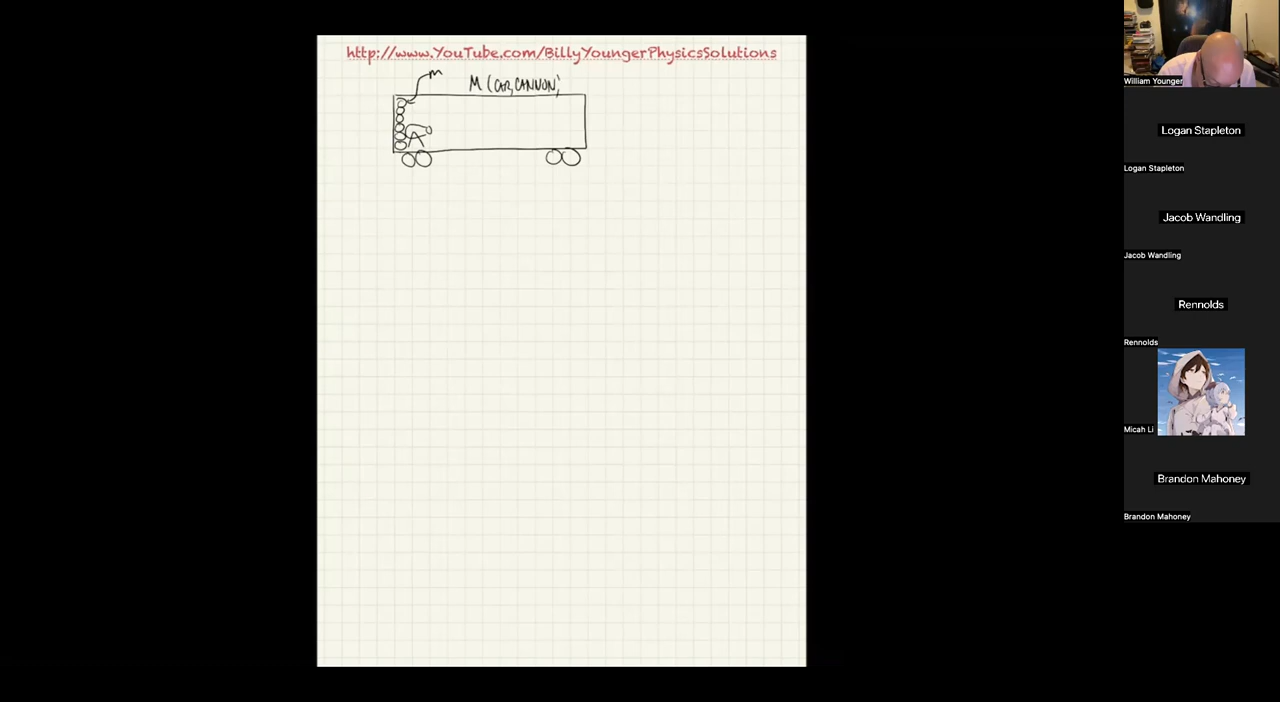 http://www.YouTube.com/BillyYoungerPhysicsSolutions
m
M (CAR, CANNON)
William Younger
Logan Stapleton
Logan Stapleton
Jacob Wandling
Jacob Wandling
Rennolds
Rennolds
Micah Li
Brandon Mahoney
Brandon Mahoney